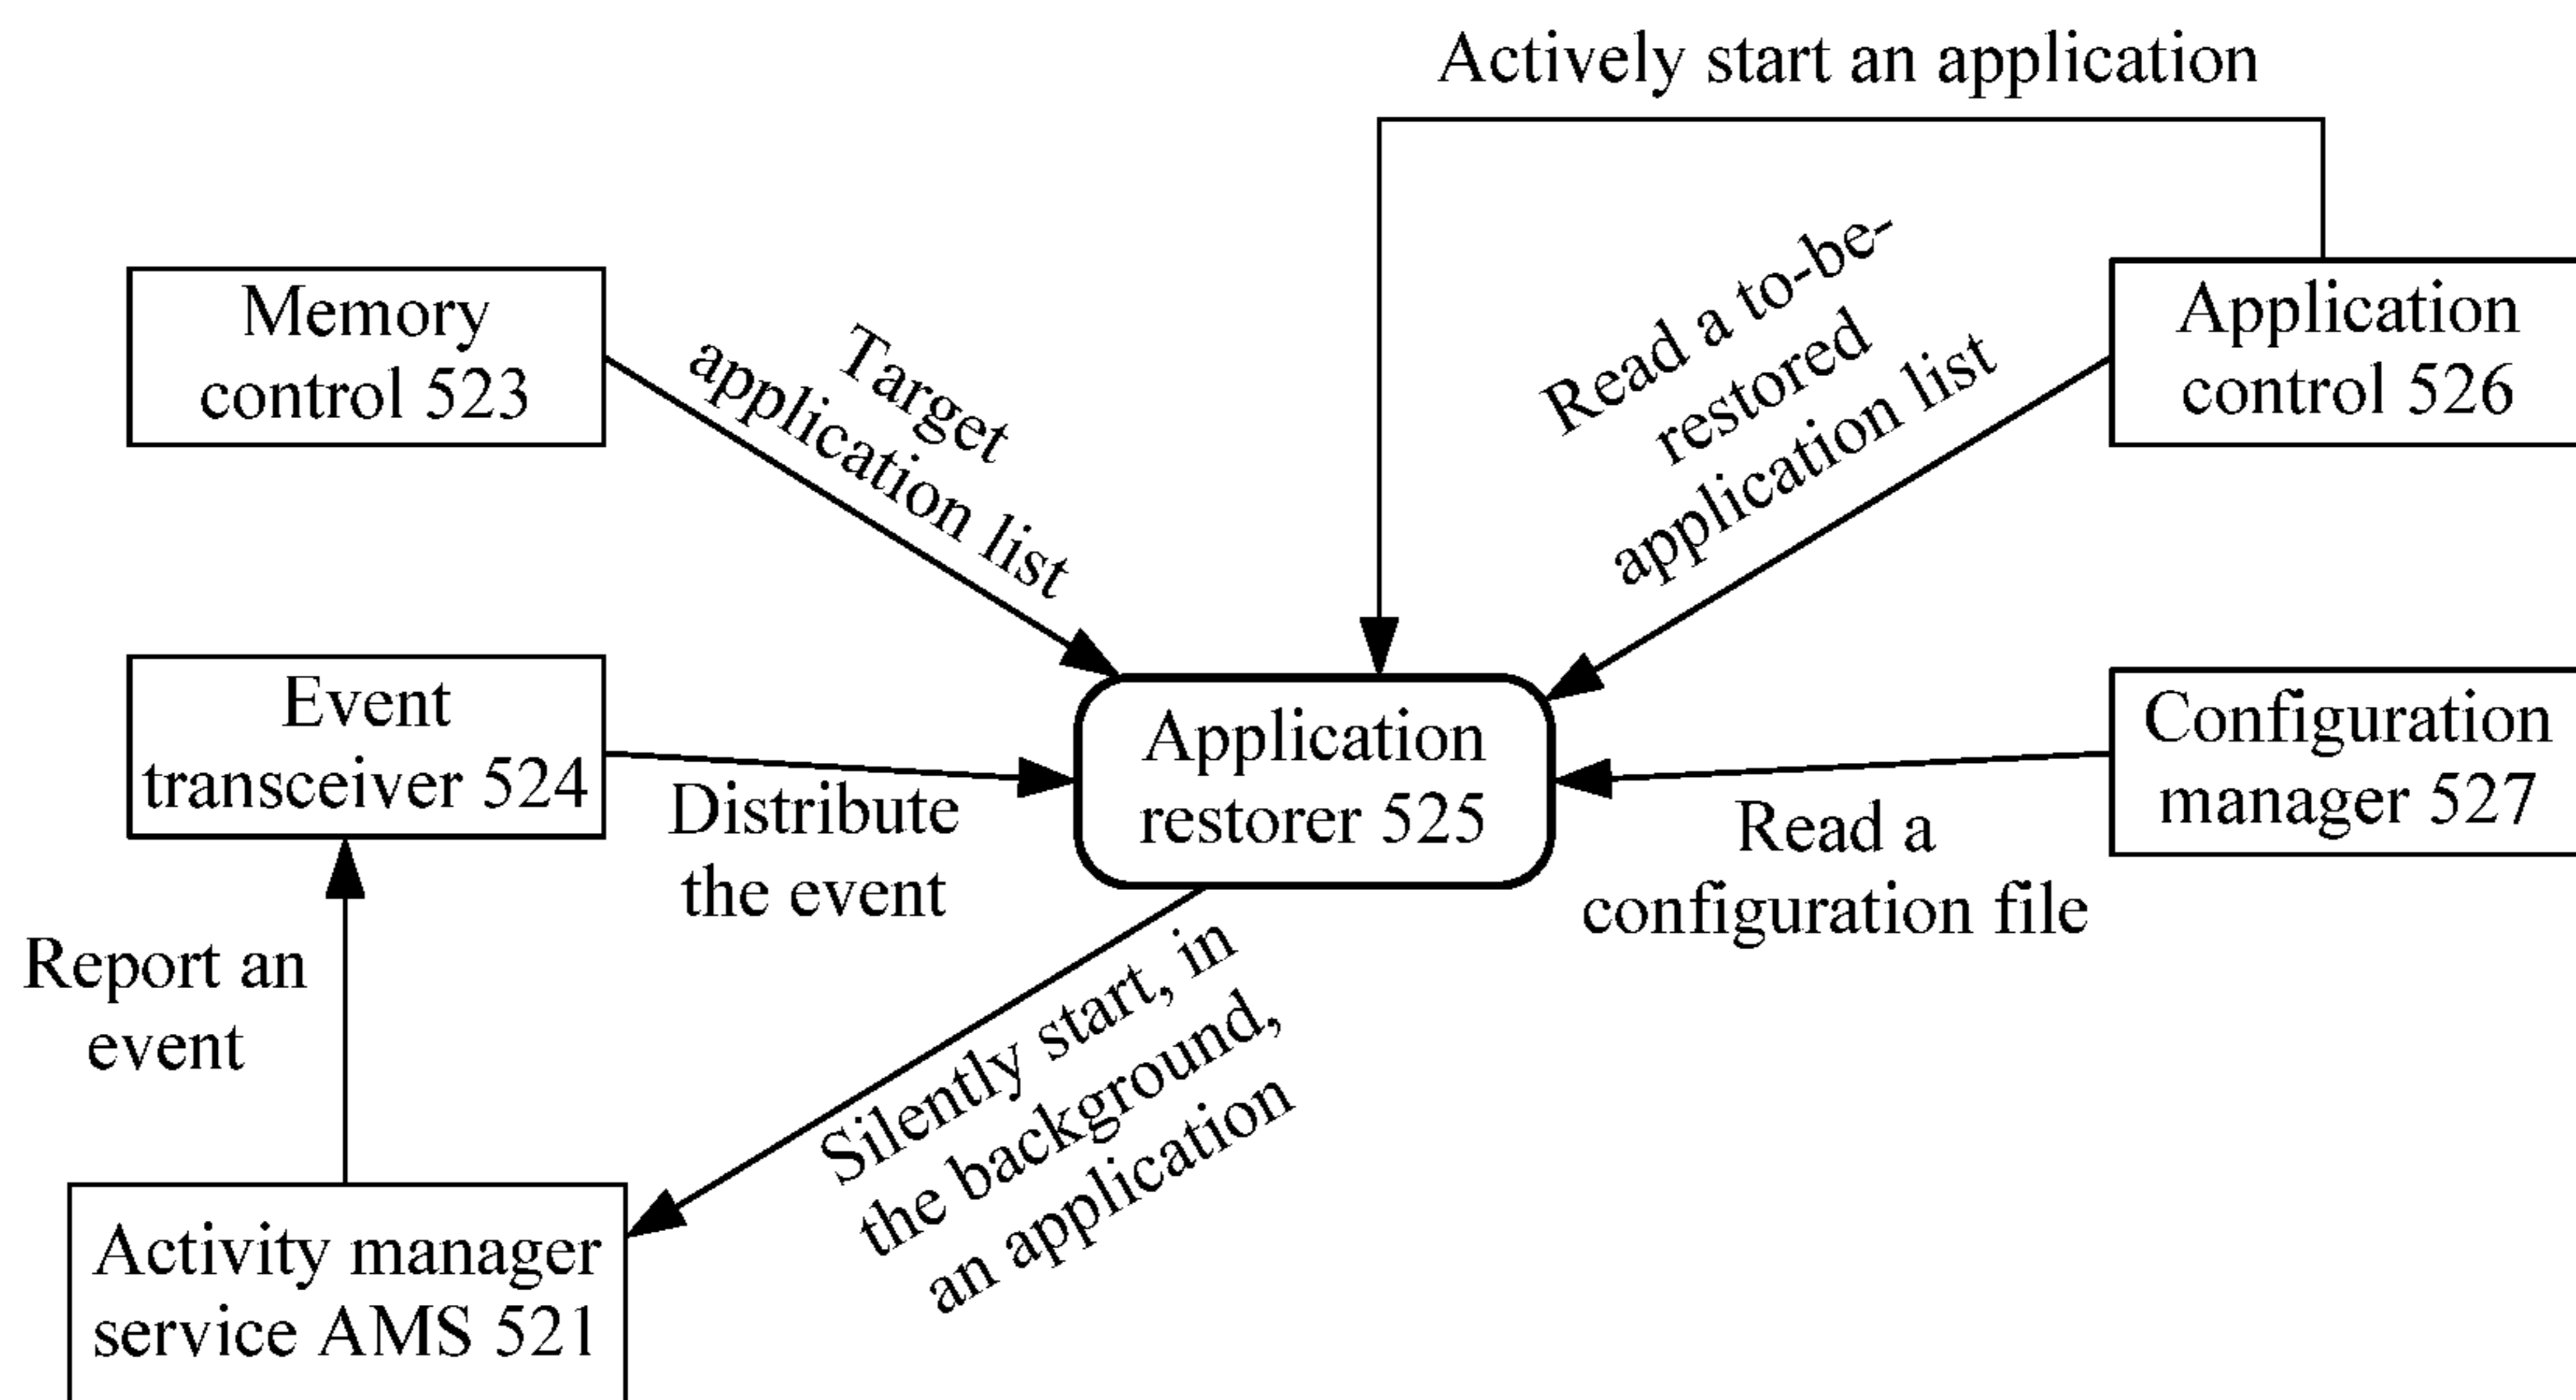 Actively start an application
Memory
control 523
Target
application list
Read a to-be-
restored
application list
Application
control 526
Event
transceiver 524
Distribute
the event
Application
restorer 525
Configuration
manager 527
Read a
configuration file
Report an
event
Silently start, in
the background,
an application
Activity manager
service AMS 521